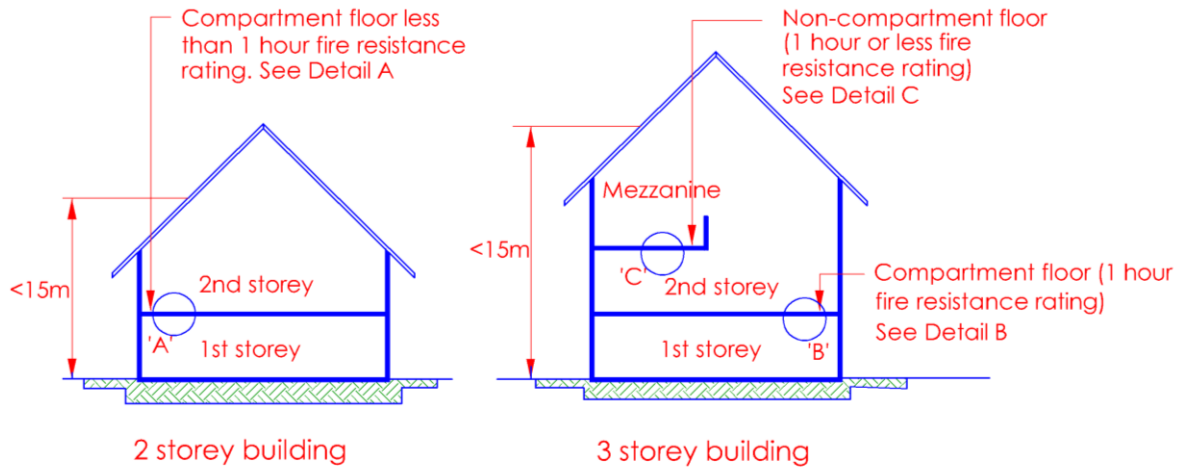 Compartment floor less
than 1 hour fire resistance
rating. See Detail A
<15m
2nd storey
'A'
1st storey
2 storey building
Non-compartment floor
(1 hour or less fire
resistance rating)
See Detail C
Mezzanine
<15m
'C'
2nd storey
Compartment floor (1 hour
fire resistance rating)
See Detail B
1st storey
'B'
3 storey building